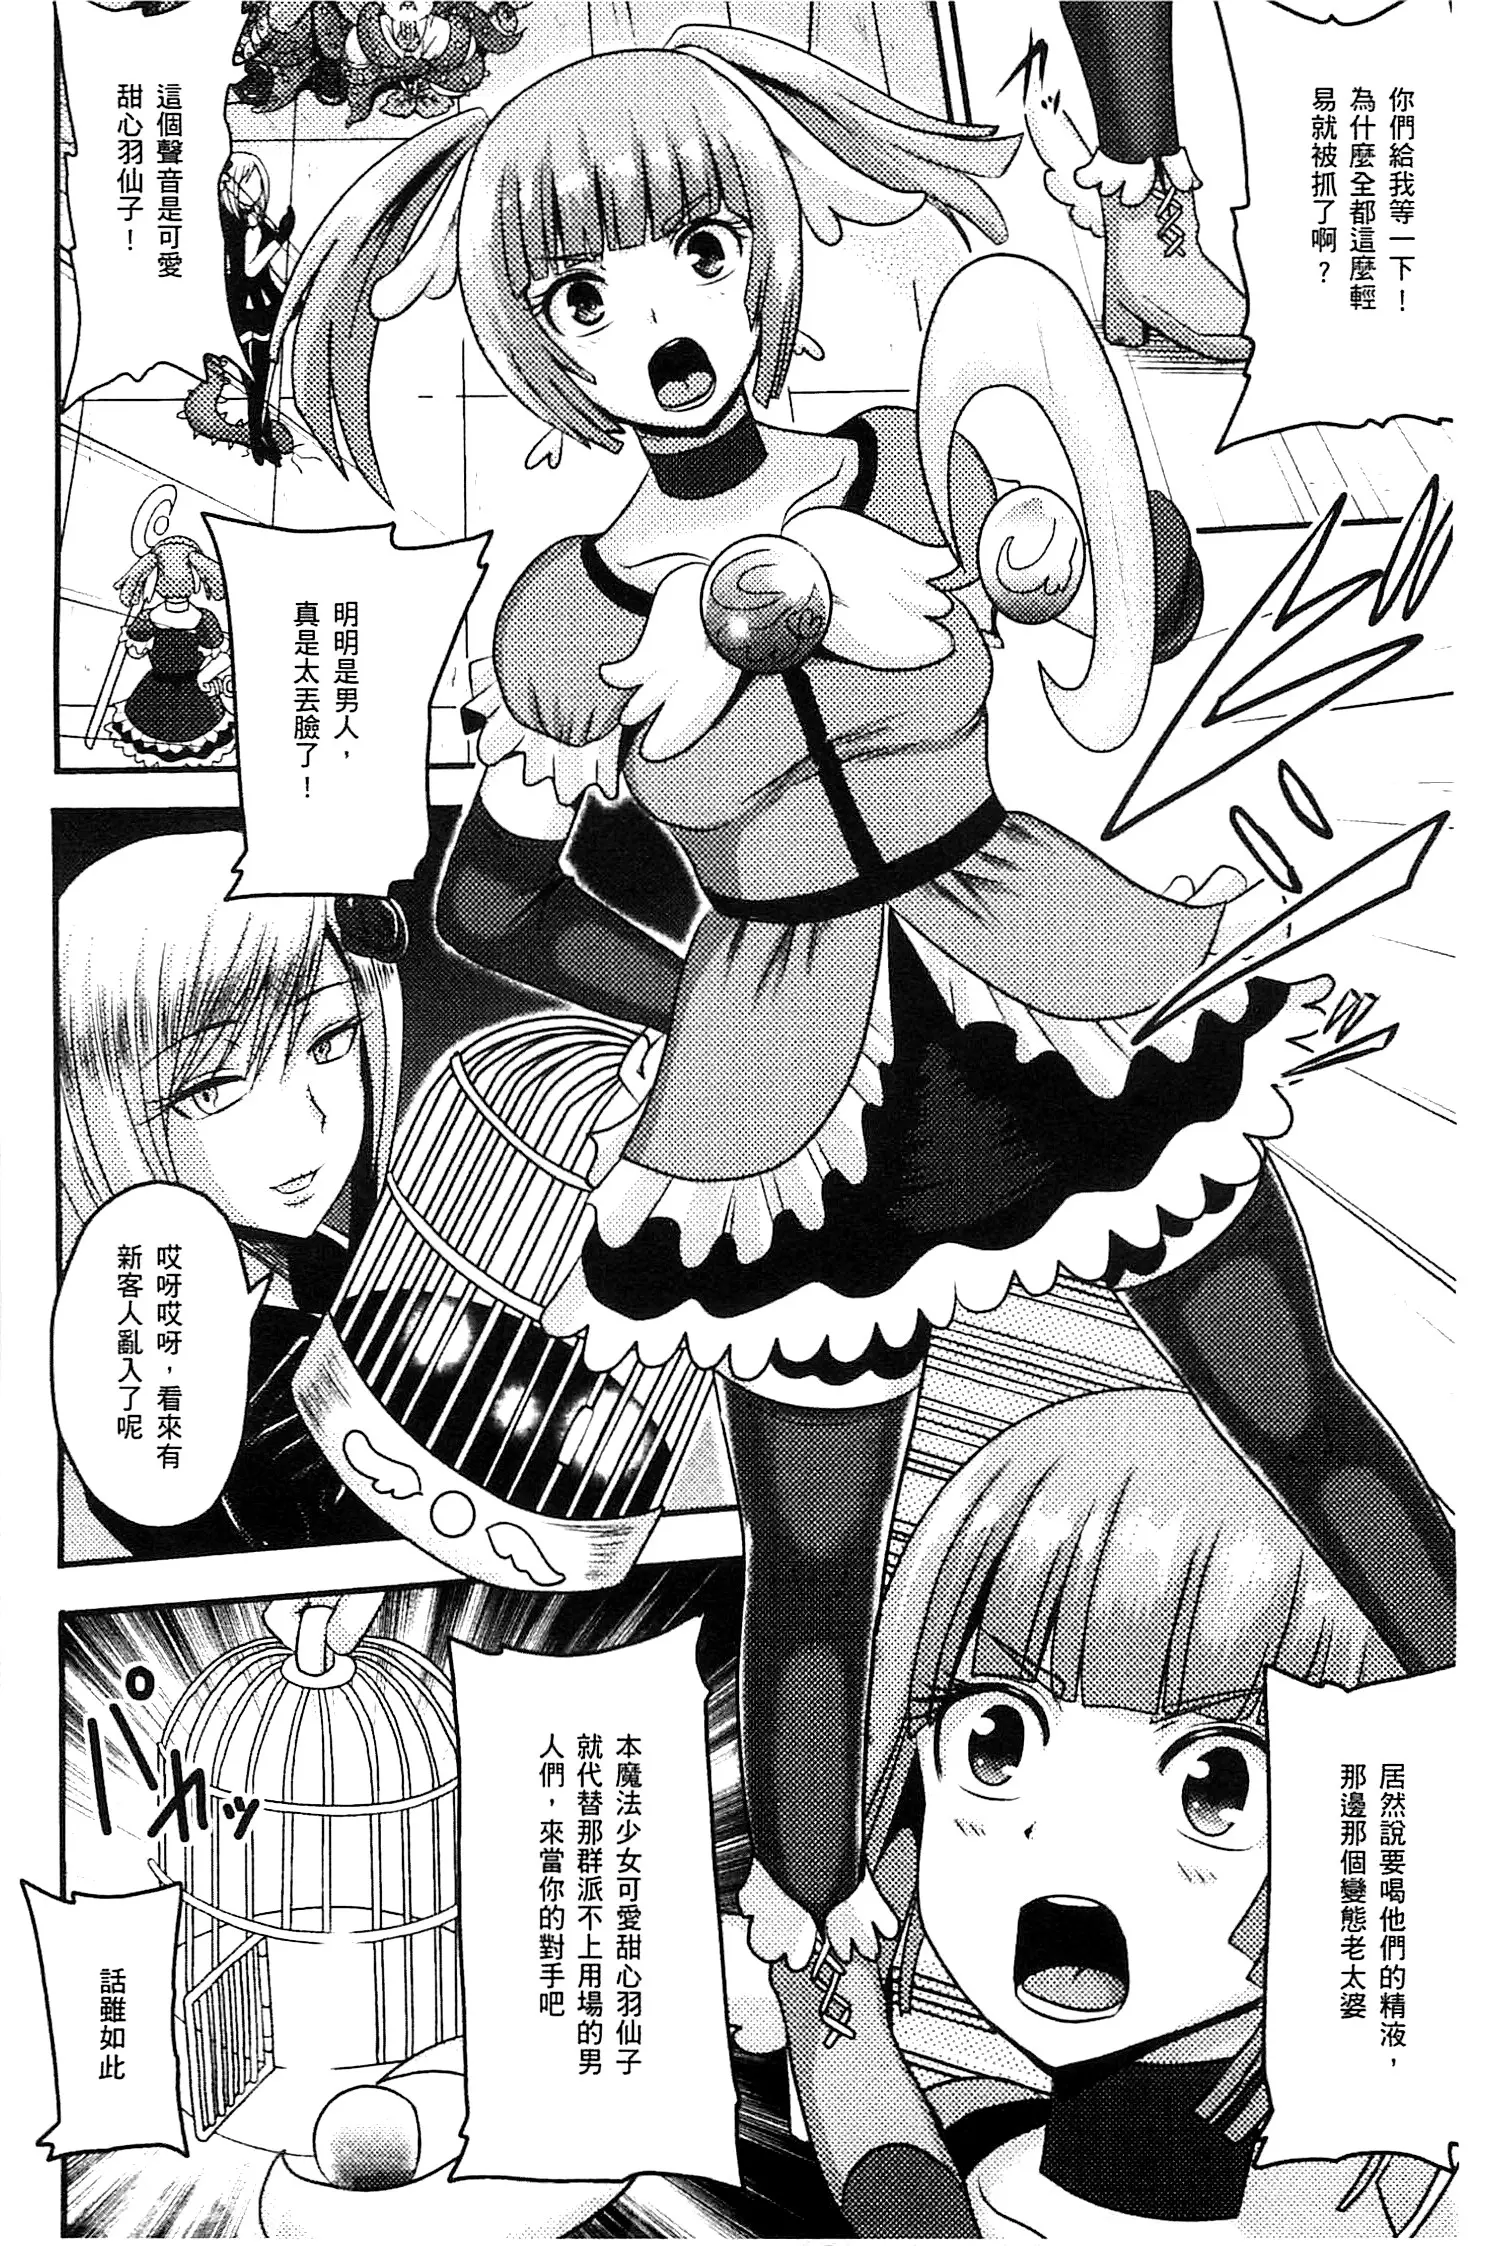 你們給我等一下！
為什麼全都這麼輕
易就被抓了啊？
這個聲音是可愛
甜心羽仙子！
明明是男人，
真是太丟臉了！
哎呀哎呀，看來有
新客人亂入了呢
居然說要喝他們的精液，
那邊那個變態老太婆
本魔法少女可愛甜心羽仙子
就代替那群派不上用場的男
人們，來當你的對手吧
パカッ
話雖如此